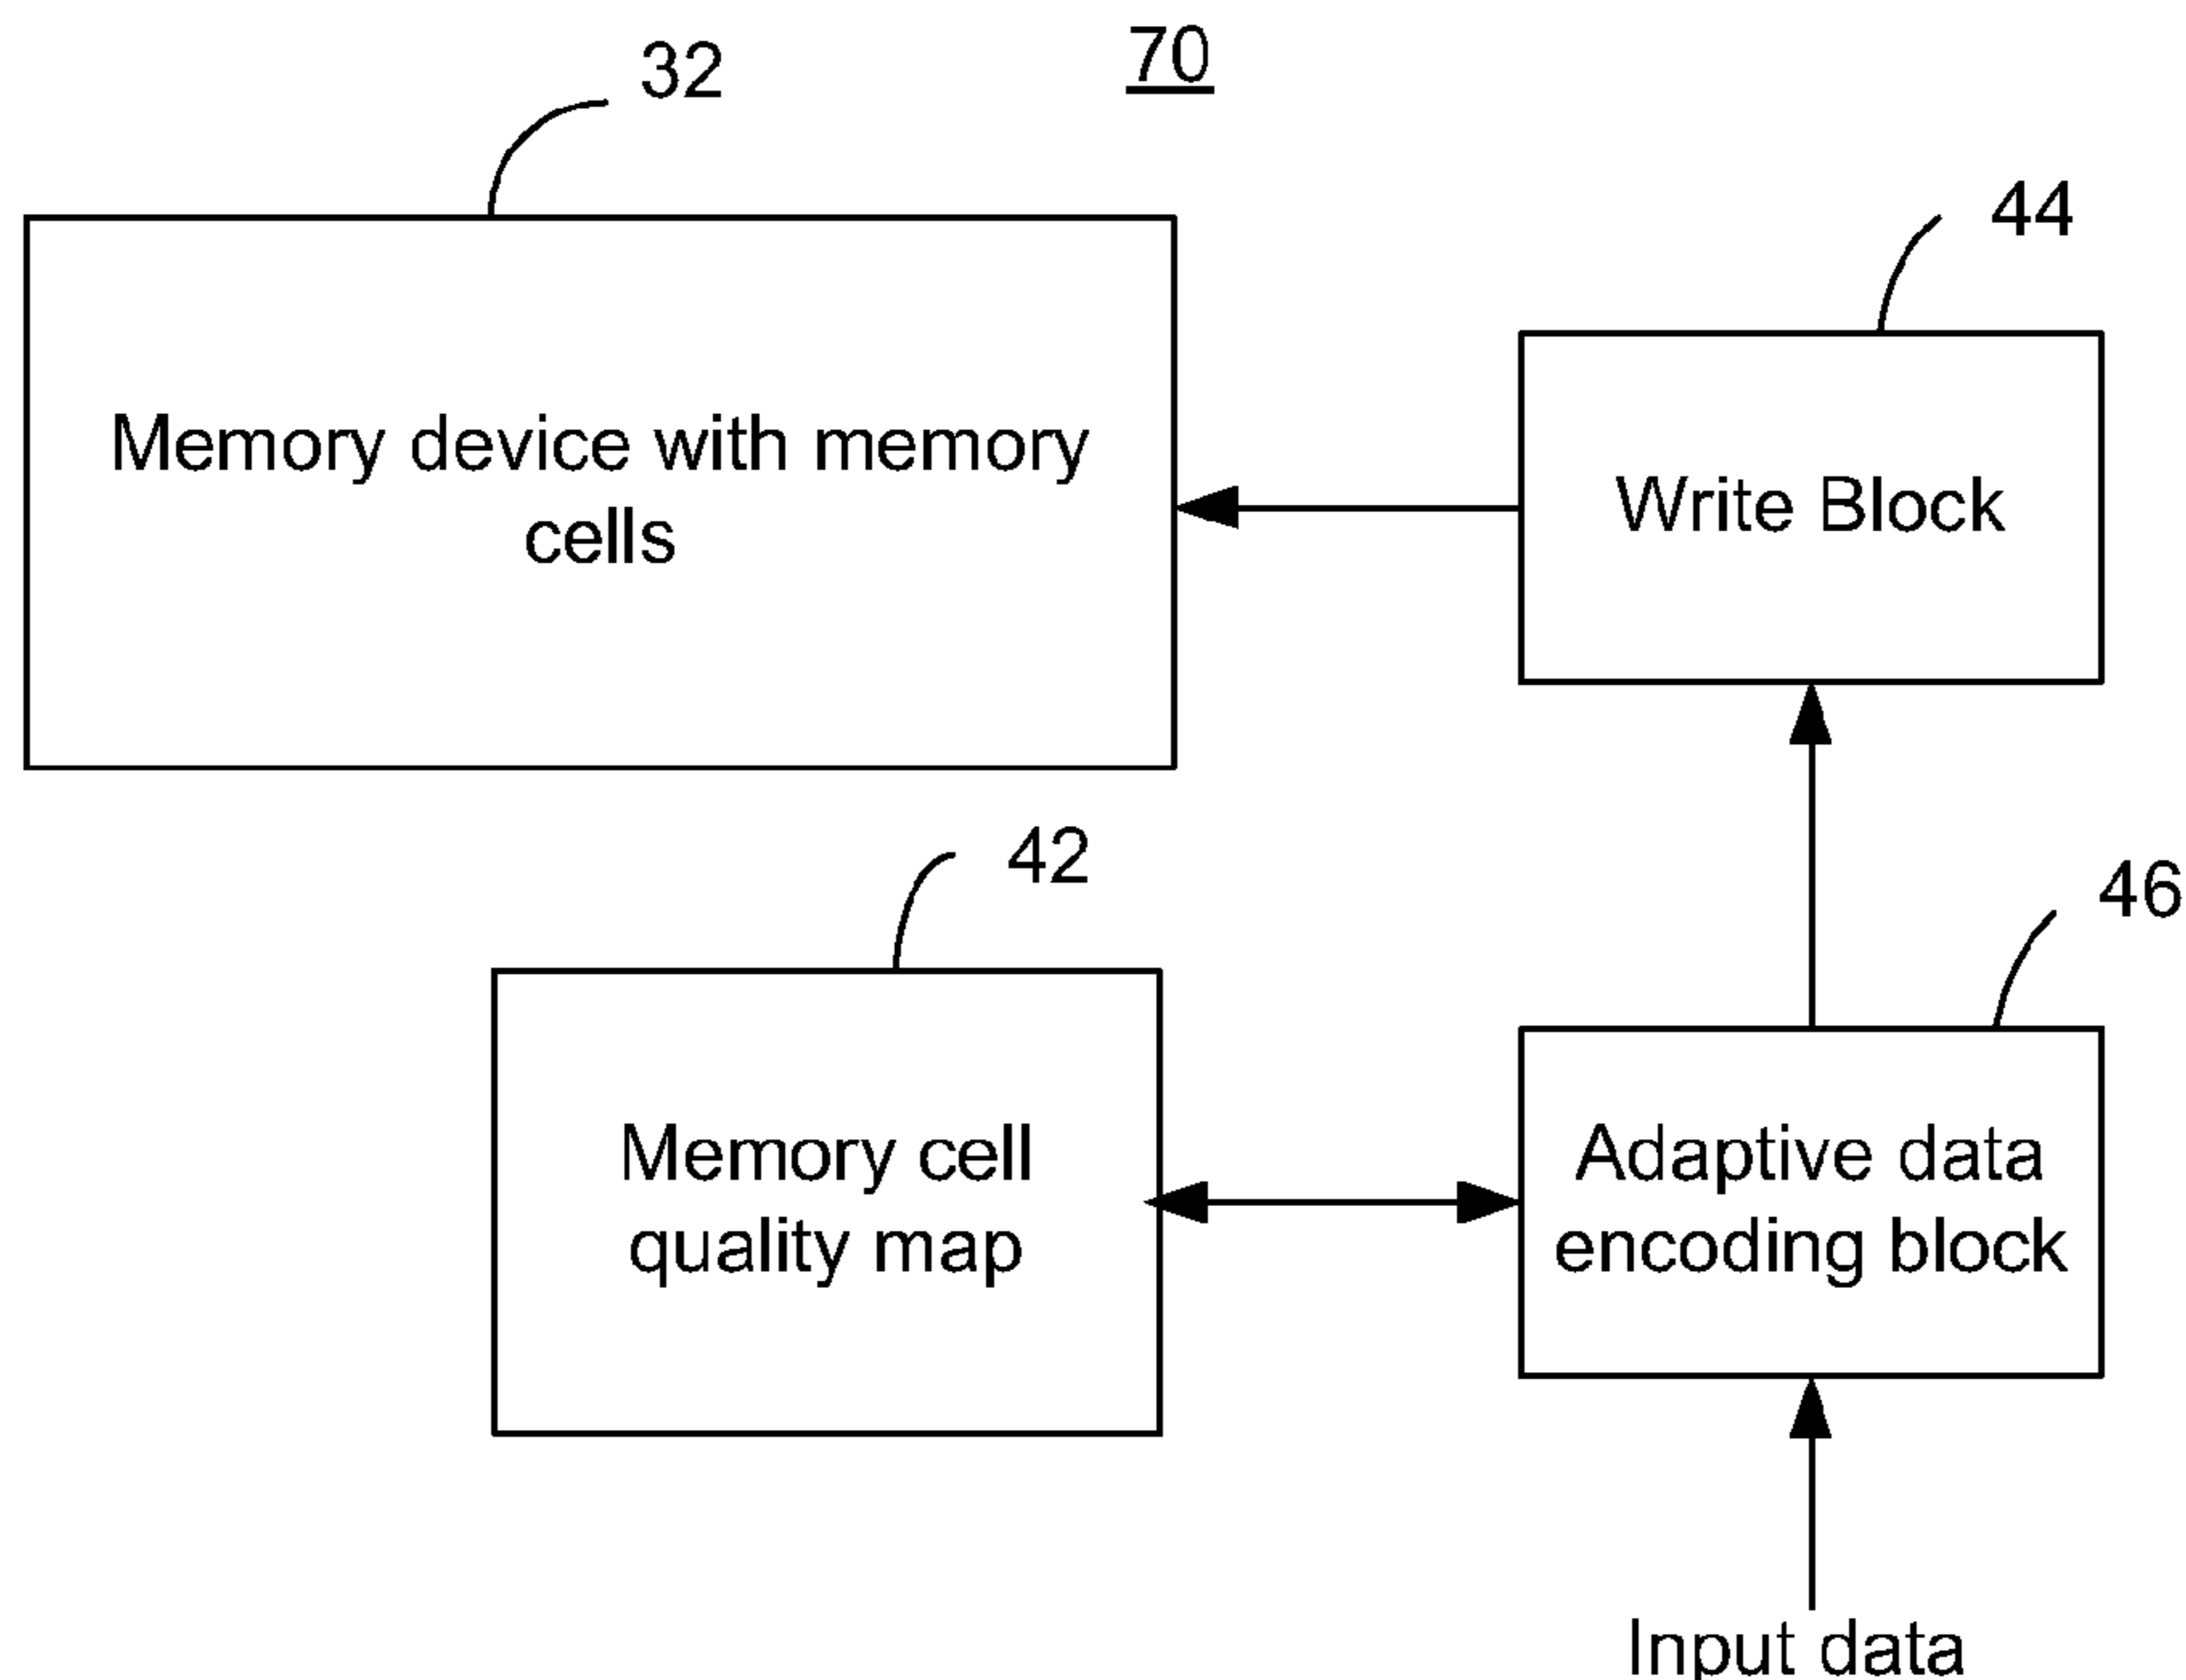 70
32
44
Memory device with memory
cells
Write Block
42
46
Memory cell
quality map
Adaptive data
encoding block
Input data